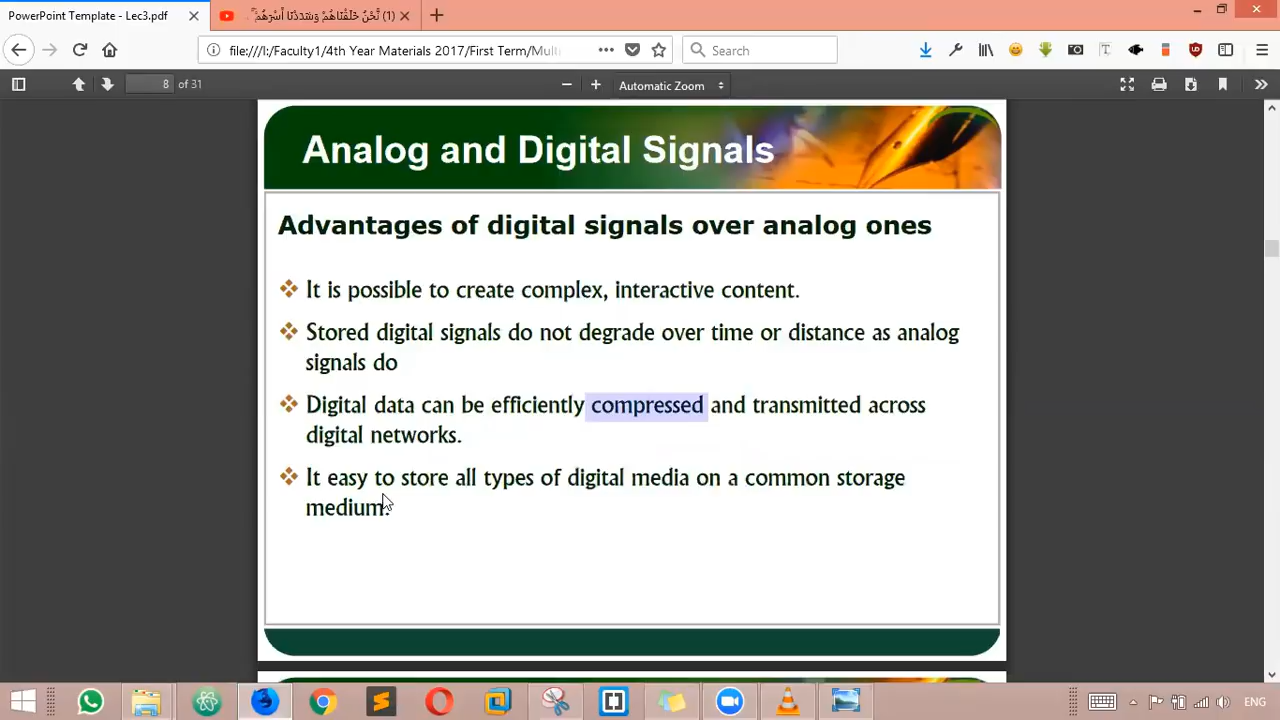 PowerPoint Template - Lec3.pdf
(1) نَّحْنُ خَلَقْنَاهُمْ وَشَدَدْنَا أَسْرَهُمْ
file:///I:/Faculty1/4th Year Materials 2017/First Term/Mult
Search
8 of 31
Automatic Zoom
Analog and Digital Signals
Advantages of digital signals over analog ones
It is possible to create complex, interactive content.
Stored digital signals do not degrade over time or distance as analog
signals do
Digital data can be efficiently compressed and transmitted across
digital networks.
It easy to store all types of digital media on a common storage
medium.
ENG